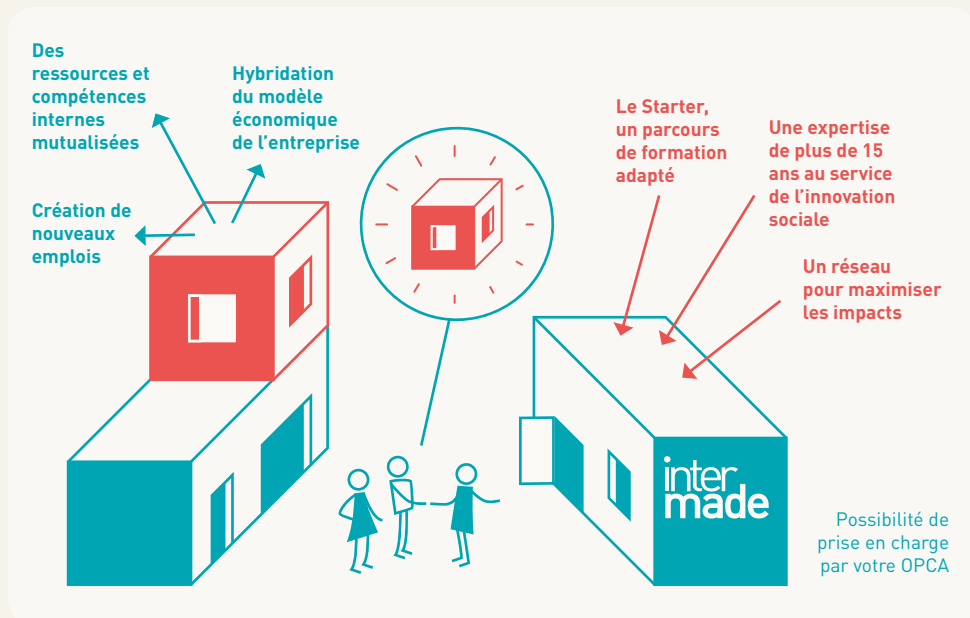 Des
ressources et
compétences
internes
mutualisées
Hybridation
du modèle
économique
de l'entreprise
Création de
nouveaux
emplois
Le Starter,
un parcours
de formation
adapté
Une expertise
de plus de 15
ans au service
de l'innovation
sociale
Un réseau
pour maximiser
les impacts
inter
made
Possibilité de
prise en charge
par votre OPCA